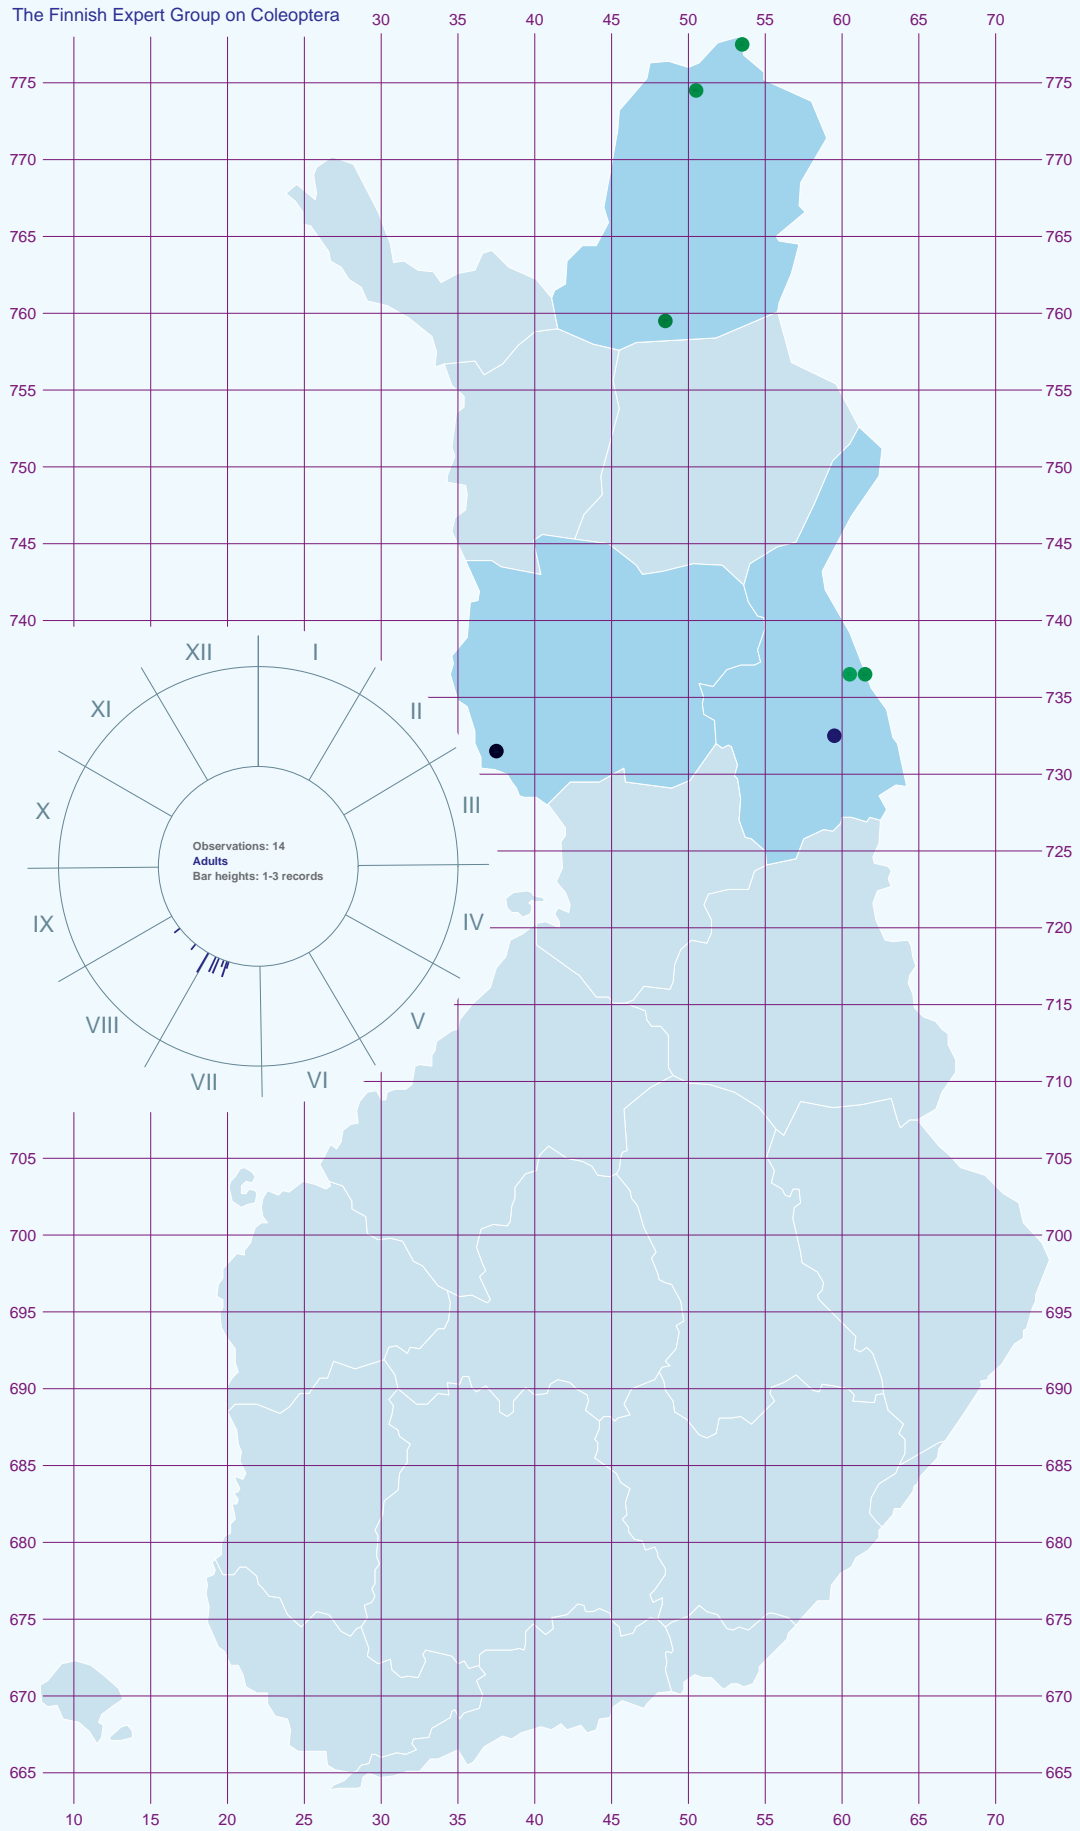 The Finnish Expert Group on Coleoptera
30 35 40 45 50 55 60 65 70
775 775
770 770
765 765
760 760
755 755
750 750
745 745
740 740
XII I
XI II
735
730
X III
Observations: 14
Adults
Bar heights: 1-3 records
725
IX IV
720
VIII V
715
VII VI
710
705 705
700 700
695 695
690 690
685 685
680 680
675 675
670 670
665 665
10 15 20 25 30 35 40 45 50 55 60 65 70